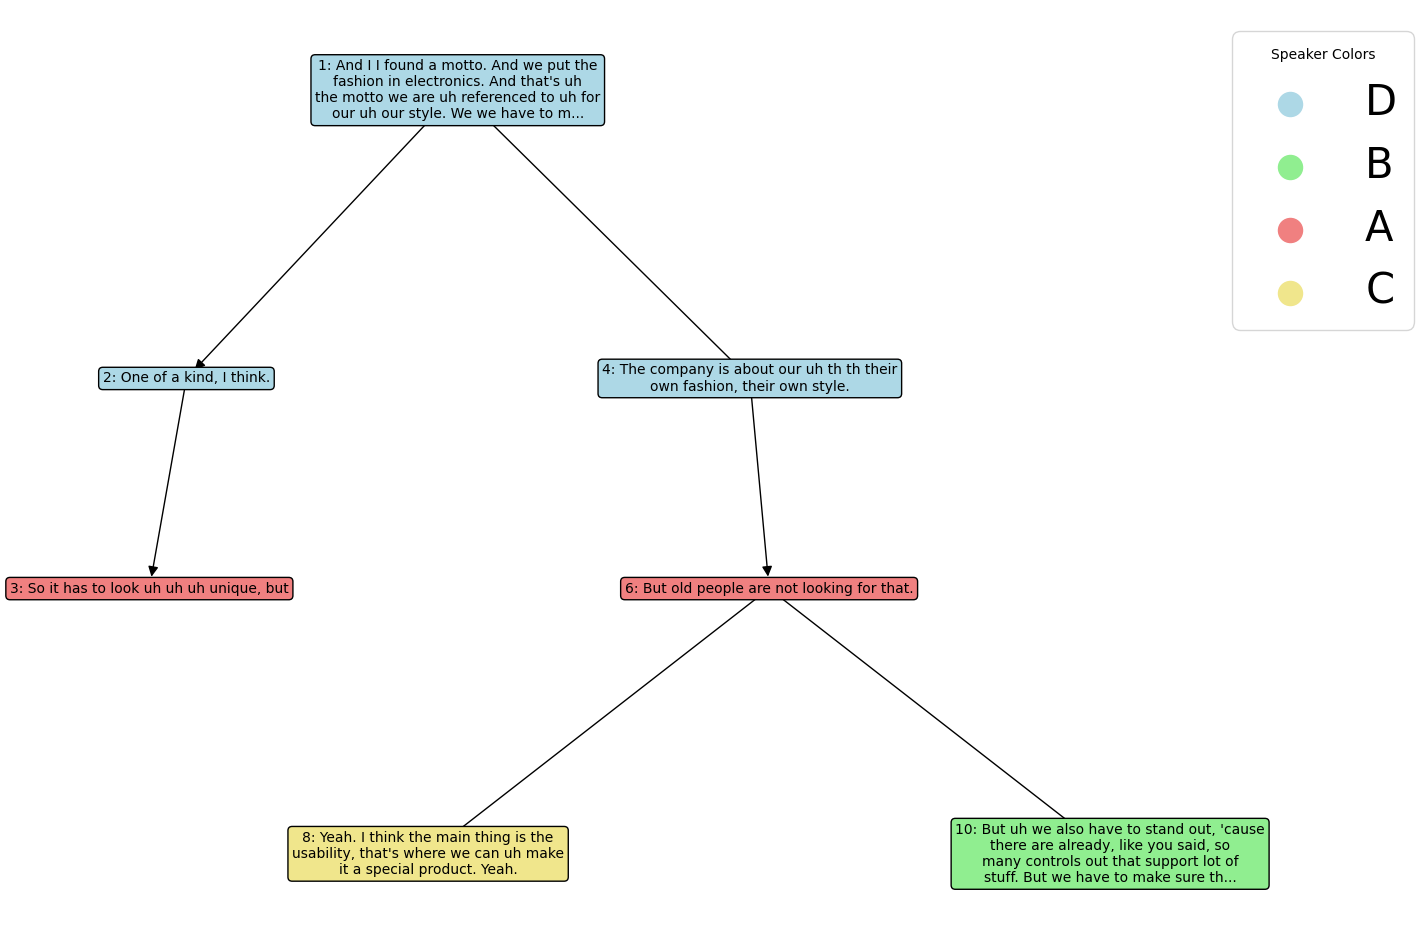 1: And I I found a motto. And we put the
fashion in electronics. And that's uh
the motto we are uh referenced to uh for
our uh our style. We we have to m...
Speaker Colors
D
B
A
C
2: One of a kind, I think.
4: The company is about our uh th th their
own fashion, their own style.
3: So it has to look uh uh uh unique, but
6: But old people are not looking for that.
8: Yeah. I think the main thing is the
usability, that's where we can uh make
it a special product. Yeah.
10: But uh we also have to stand out, 'cause
there are already, like you said, so
many controls out that support lot of
stuff. But we have to make sure th...